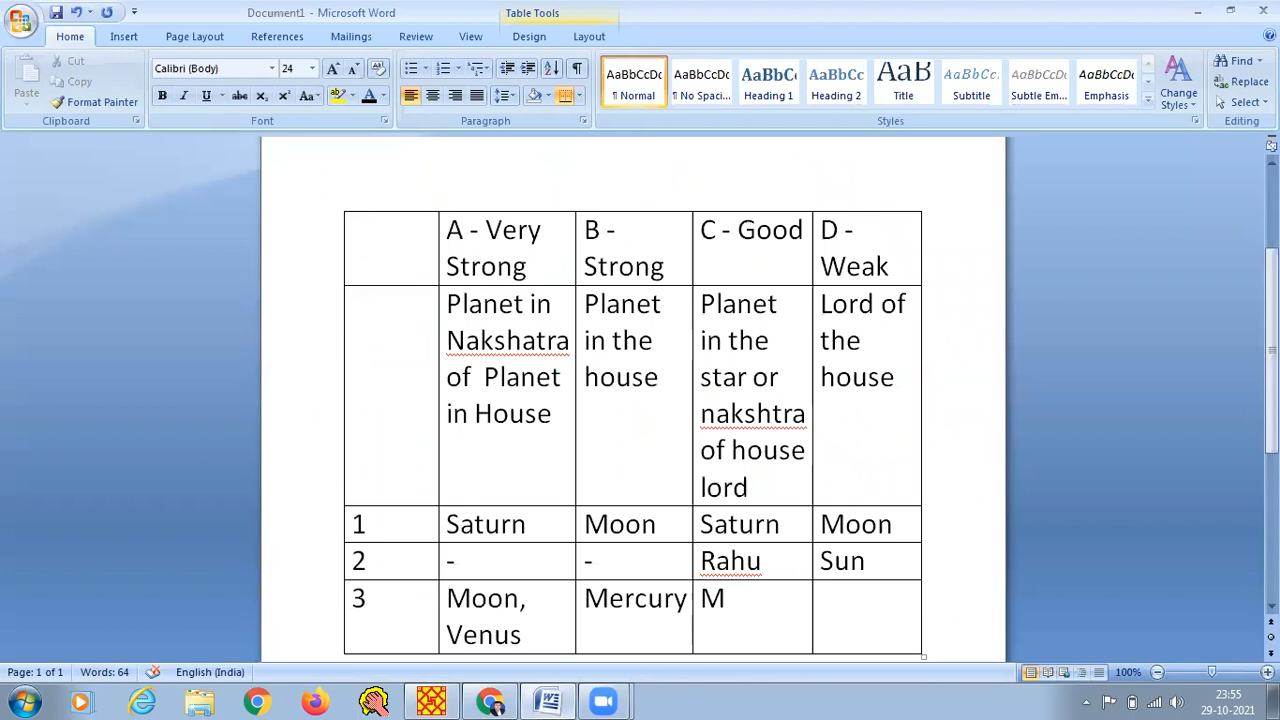 Document1 - Microsoft Word
Table Tools
Home Insert Page Layout References Mailings Review View Design Layout
Cut
Copy
Format Painter
Paste
Clipboard
Calibri (Body) 24
Font
Paragraph
AaBbCcDc AaBbCcDc AaBbC AaBbCc AaB AaBbCc. AaBbCcDc AaBbCcDc
¶ Normal ¶ No Spaci... Heading 1 Heading 2 Title Subtitle Subtle Em... Emphasis
Change Styles
Styles
Find
Replace
Select
Editing
A - Very Strong
B - Strong
C - Good
D - Weak
Planet in
Nakshatra
of Planet
in House
Planet
in the
house
Planet
in the
star or
nakshtra
of house
lord
Lord of
the
house
1 Saturn Moon Saturn Moon
2 - - Rahu Sun
3 Moon, Venus Mercury M
Page: 1 of 1 Words: 64 English (India) 100%
23:55
29-10-2021